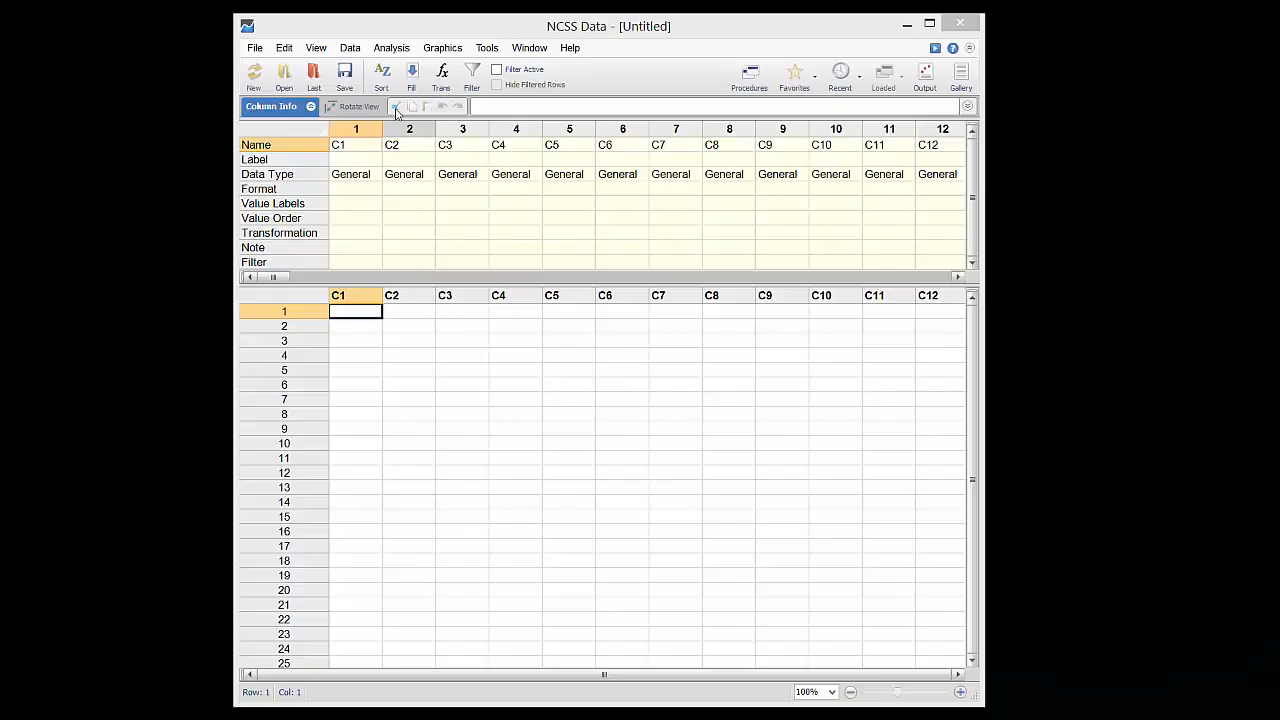 NCSS Data - [Untitled]
File Edit View Data Analysis Graphics Tools Window Help
New Open Last Save Sort Fill Trans Filter Filter Active Hide Filtered Rows Procedures Favorites Recent Loaded Output Gallery
Column Info Rotate View
1 2 3 4 5 6 7 8 9 10 11 12
Name C1 C2 C3 C4 C5 C6 C7 C8 C9 C10 C11 C12
Label
Data Type General General General General General General General General General General General General
Format
Value Labels
Value Order
Transformation
Note
Filter
C1 C2 C3 C4 C5 C6 C7 C8 C9 C10 C11 C12
1
2
3
4
5
6
7
8
9
10
11
12
13
14
15
16
17
18
19
20
21
22
23
24
25
Row: 1 Col: 1 100%